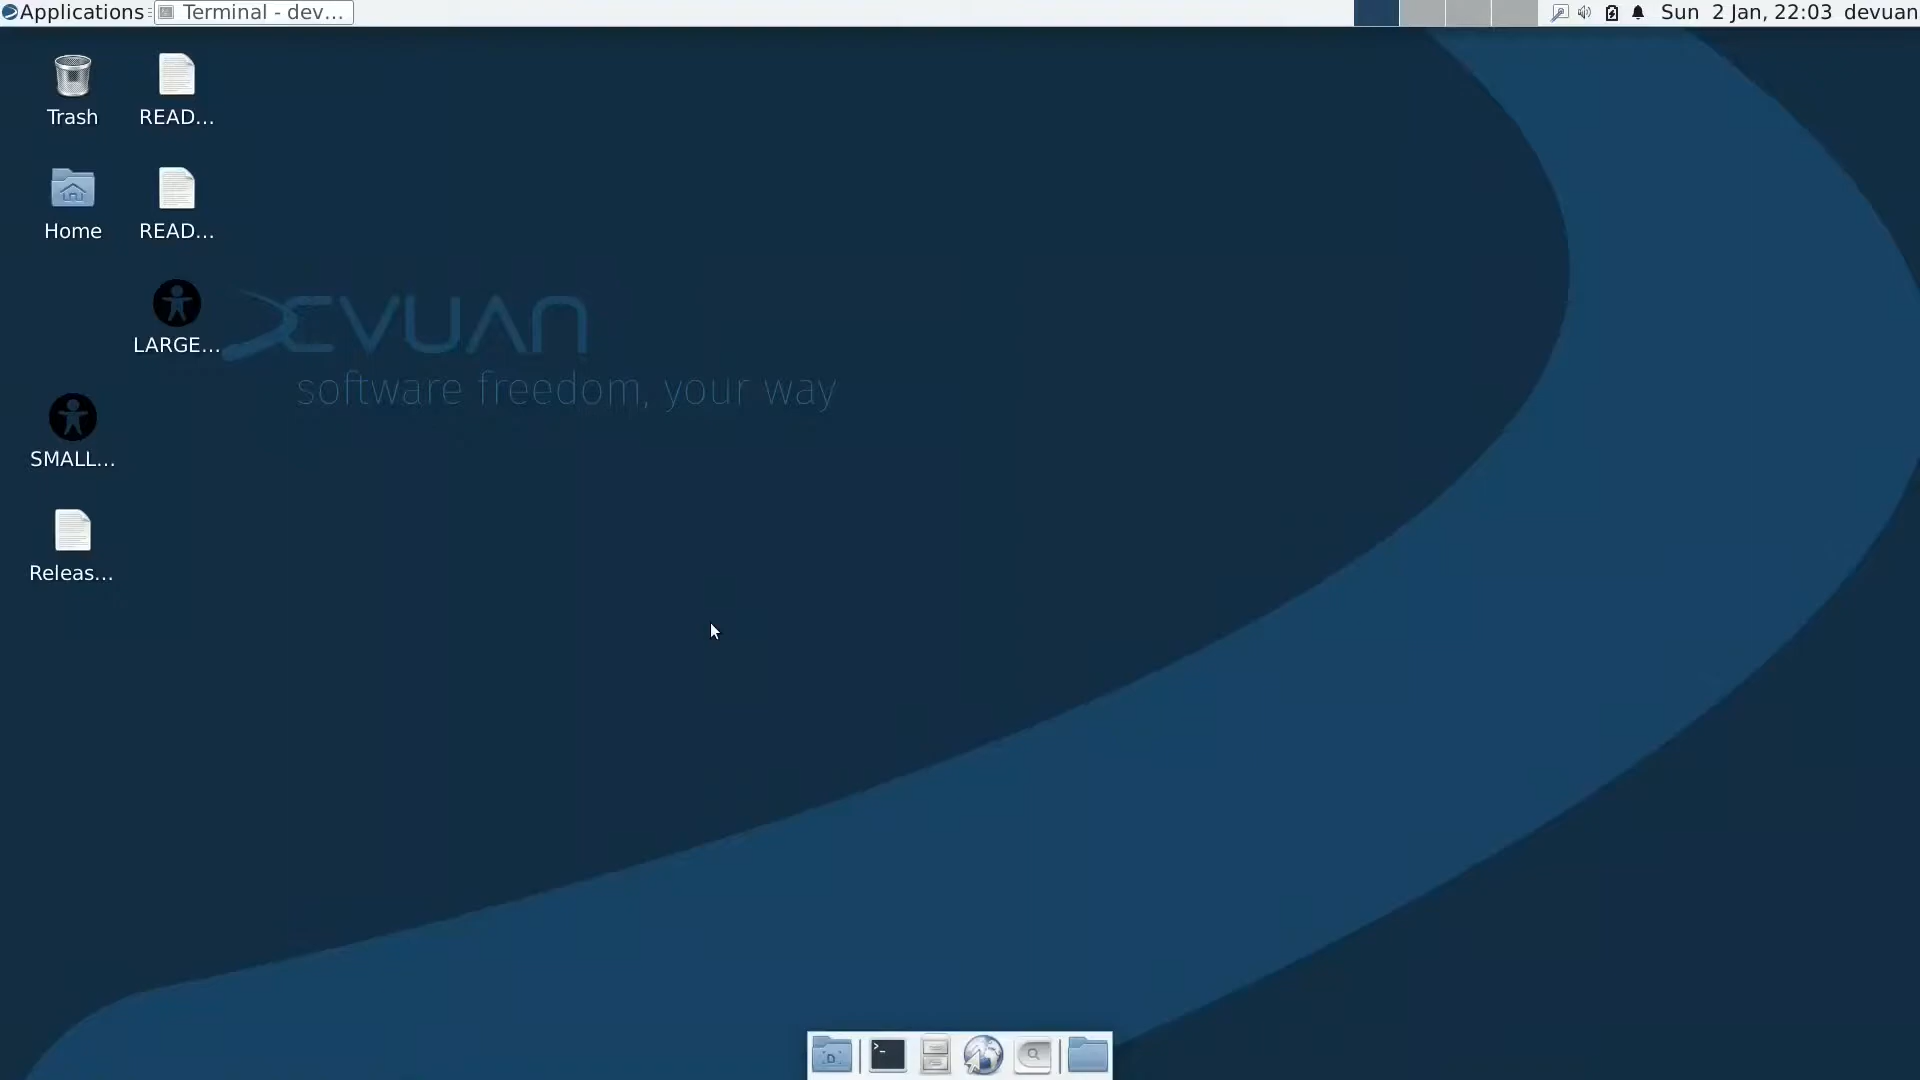 Applications Terminal - dev... Sun 2 Jan, 22:03 devuan
Trash READ...
Home READ...
LARGE...
DEVUAN
software freedom, your way
SMALL...
Releas...